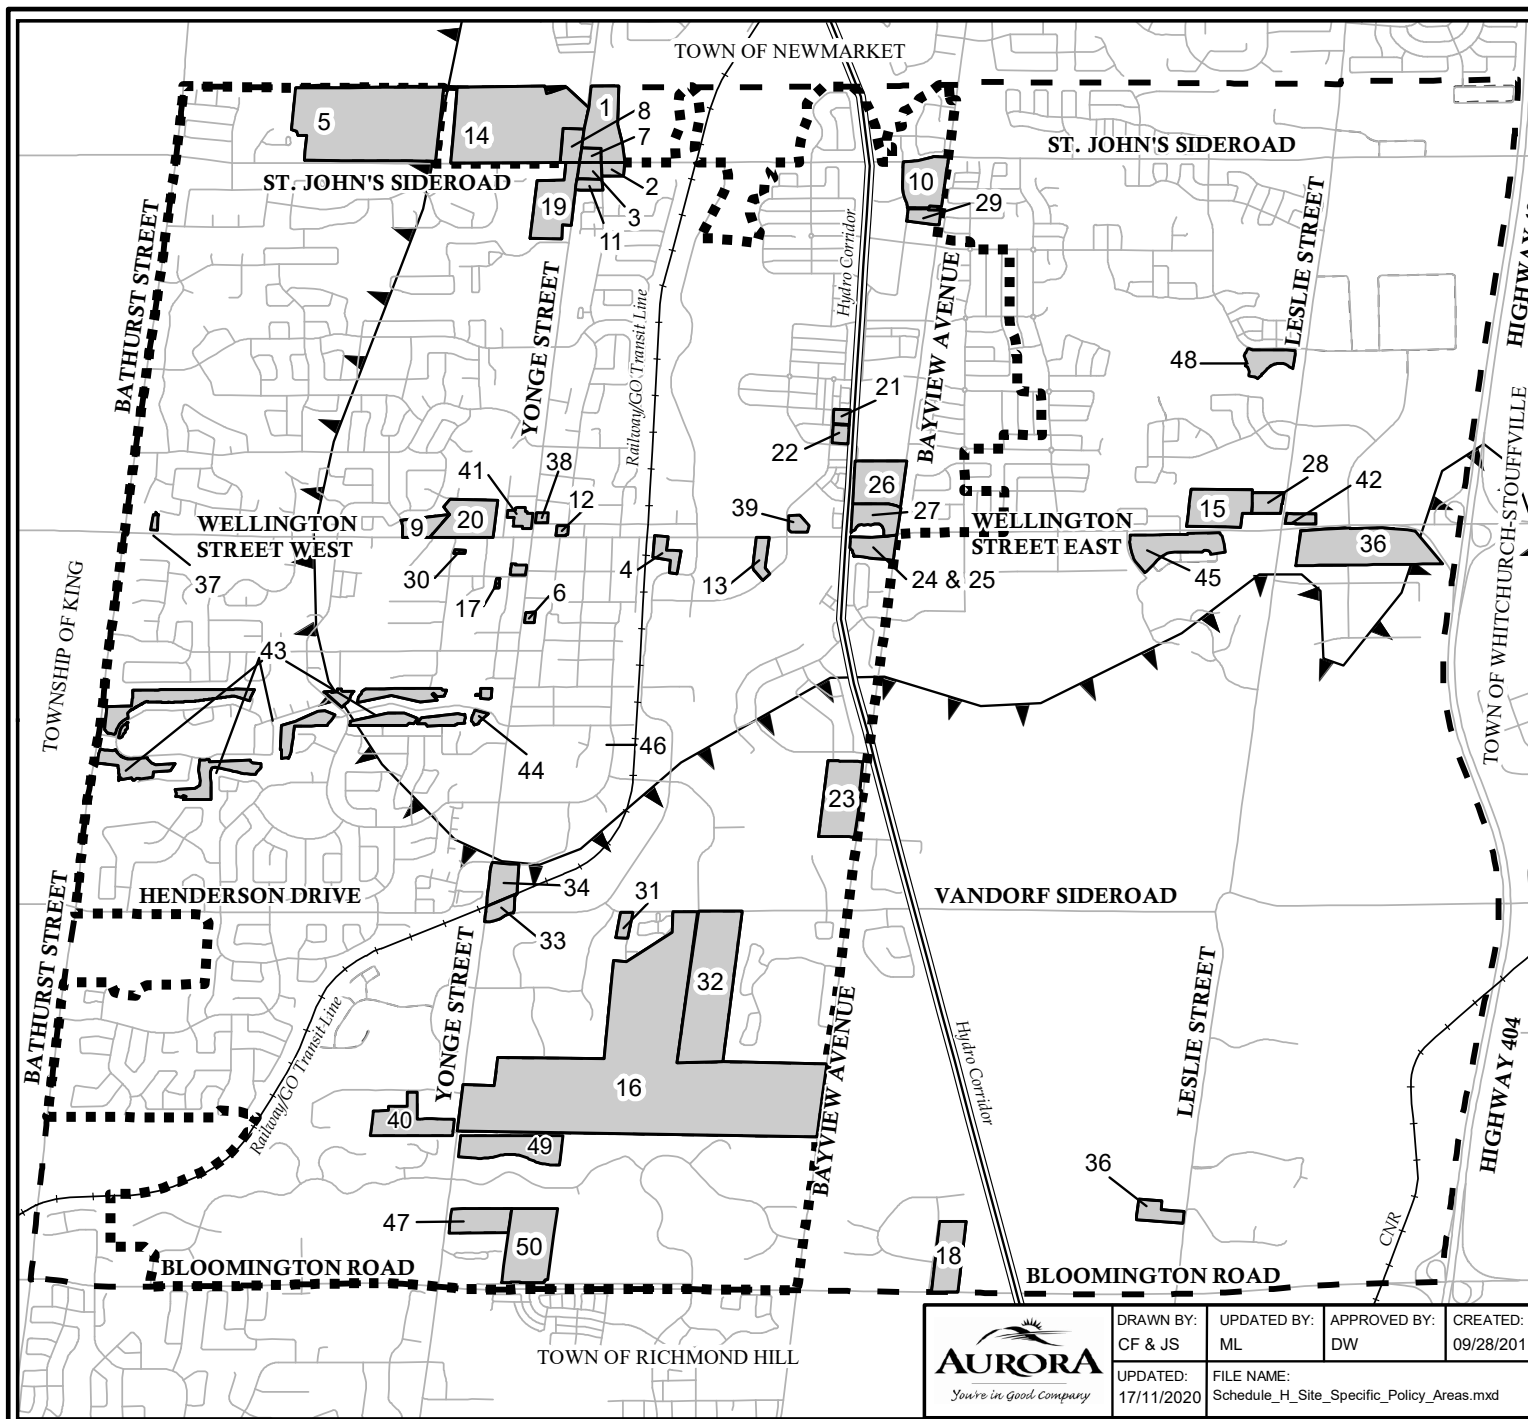 TOWN OF NEWMARKET
1
8
5
14
7
ST. JOHN'S SIDEROAD
ST. JOHN'S SIDEROAD
2
10
19
3
29
11
BATHURST STREET
YONGE STREET
Railway/GO Transit Line
Hydro Corridor
BAYVIEW AVENUE
LESLIE STREET
48
21
22
TOWN OF WHITCHURCH-STOUFFVILLE
41
38
12
26
28
42
9
20
39
27
15
WELLINGTON
STREET WEST
WELLINGTON
STREET EAST
36
37
30
4
13
24 & 25
45
17
6
TOWNSHIP OF KING
43
46
44
23
HENDERSON DRIVE
34
31
VANDORF SIDEROAD
33
BATHURST STREET
YONGE STREET
32
Railway/GO Transit Line
BAYVIEW AVENUE
Hydro Corridor
LESLIE STREET
HIGHWAY 404
16
40
49
36
47
50
18
CNR
BLOOMINGTON ROAD
BLOOMINGTON ROAD
TOWN OF RICHMOND HILL
AURORA
You're in Good Company
DRAWN BY:
CF & JS
UPDATED BY:
ML
APPROVED BY:
DW
CREATED:
09/28/201
UPDATED:
17/11/2020
FILE NAME:
Schedule_H_Site_Specific_Policy_Areas.mxd